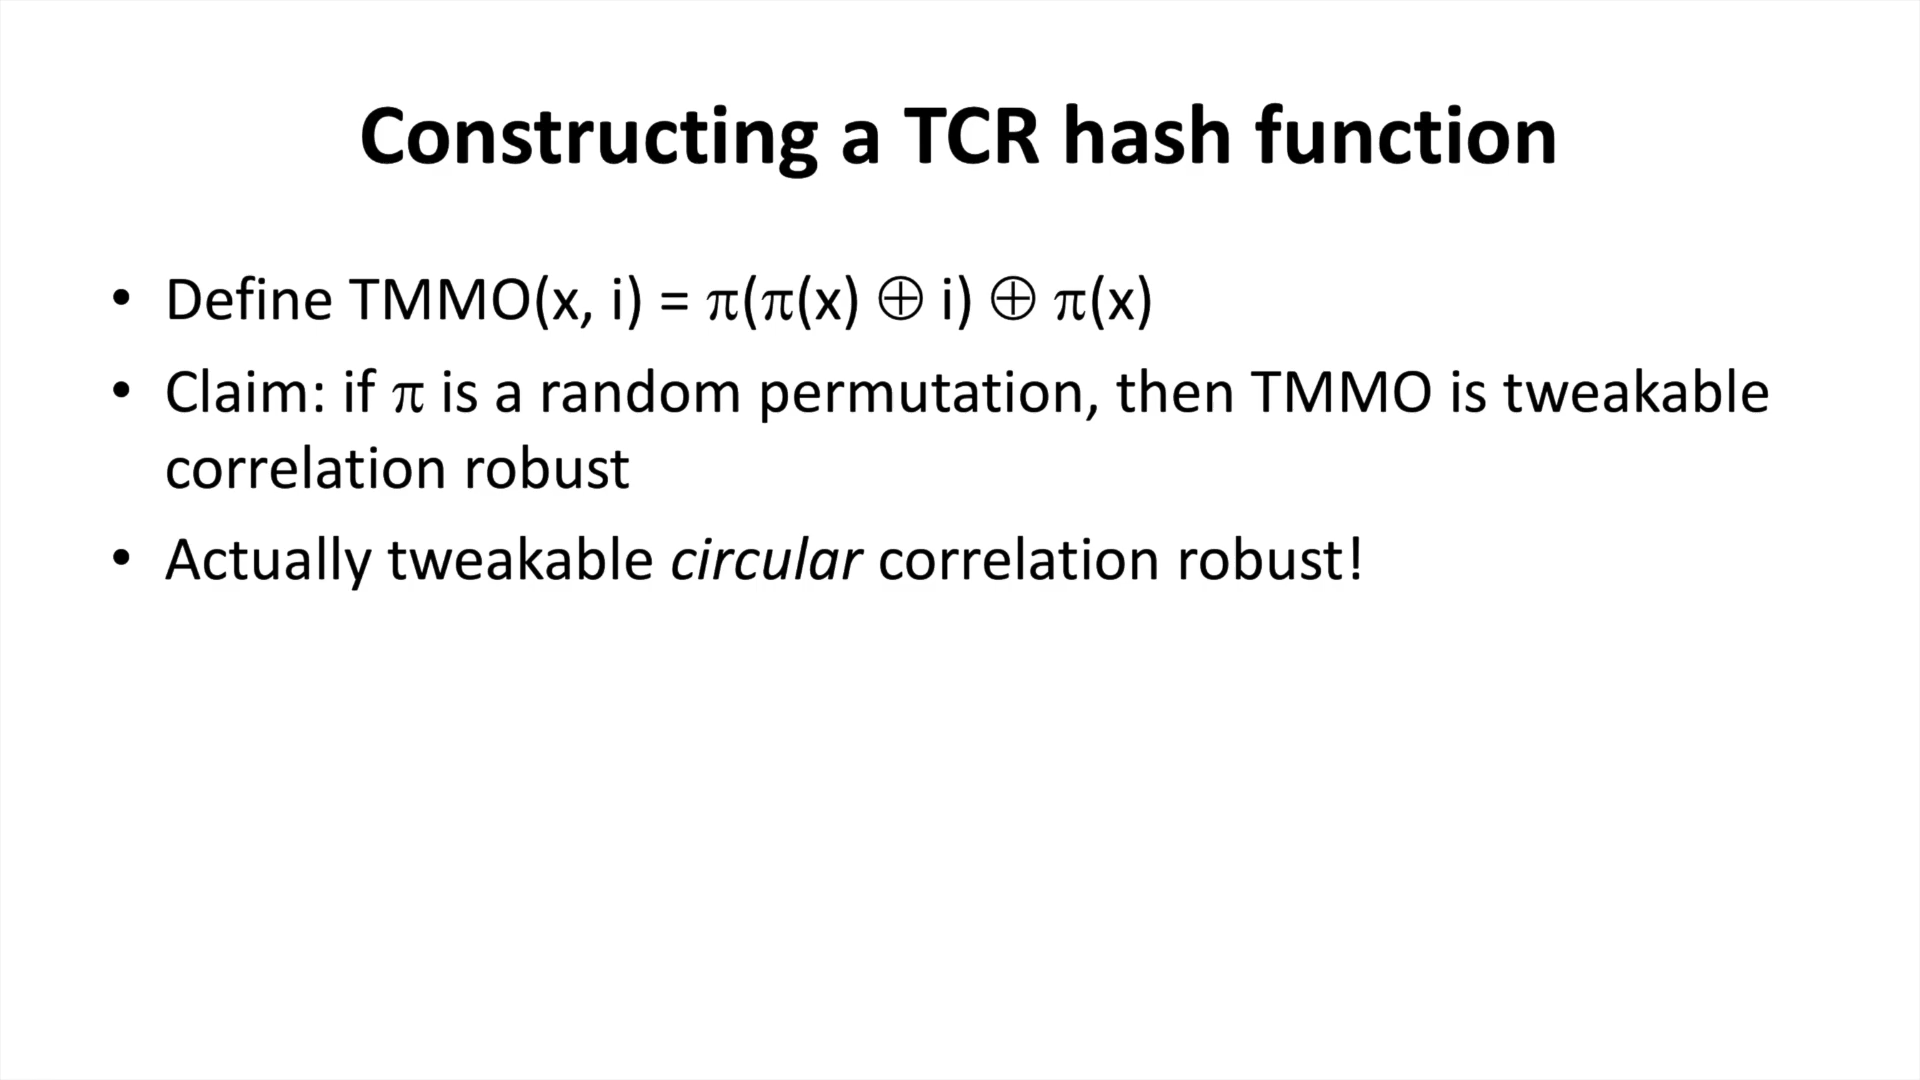 Constructing a TCR hash function
• Define TMMO(x, i) = π(π(x) ⊕ i) ⊕ π(x)
• Claim: if π is a random permutation, then TMMO is tweakable
correlation robust
• Actually tweakable circular correlation robust!